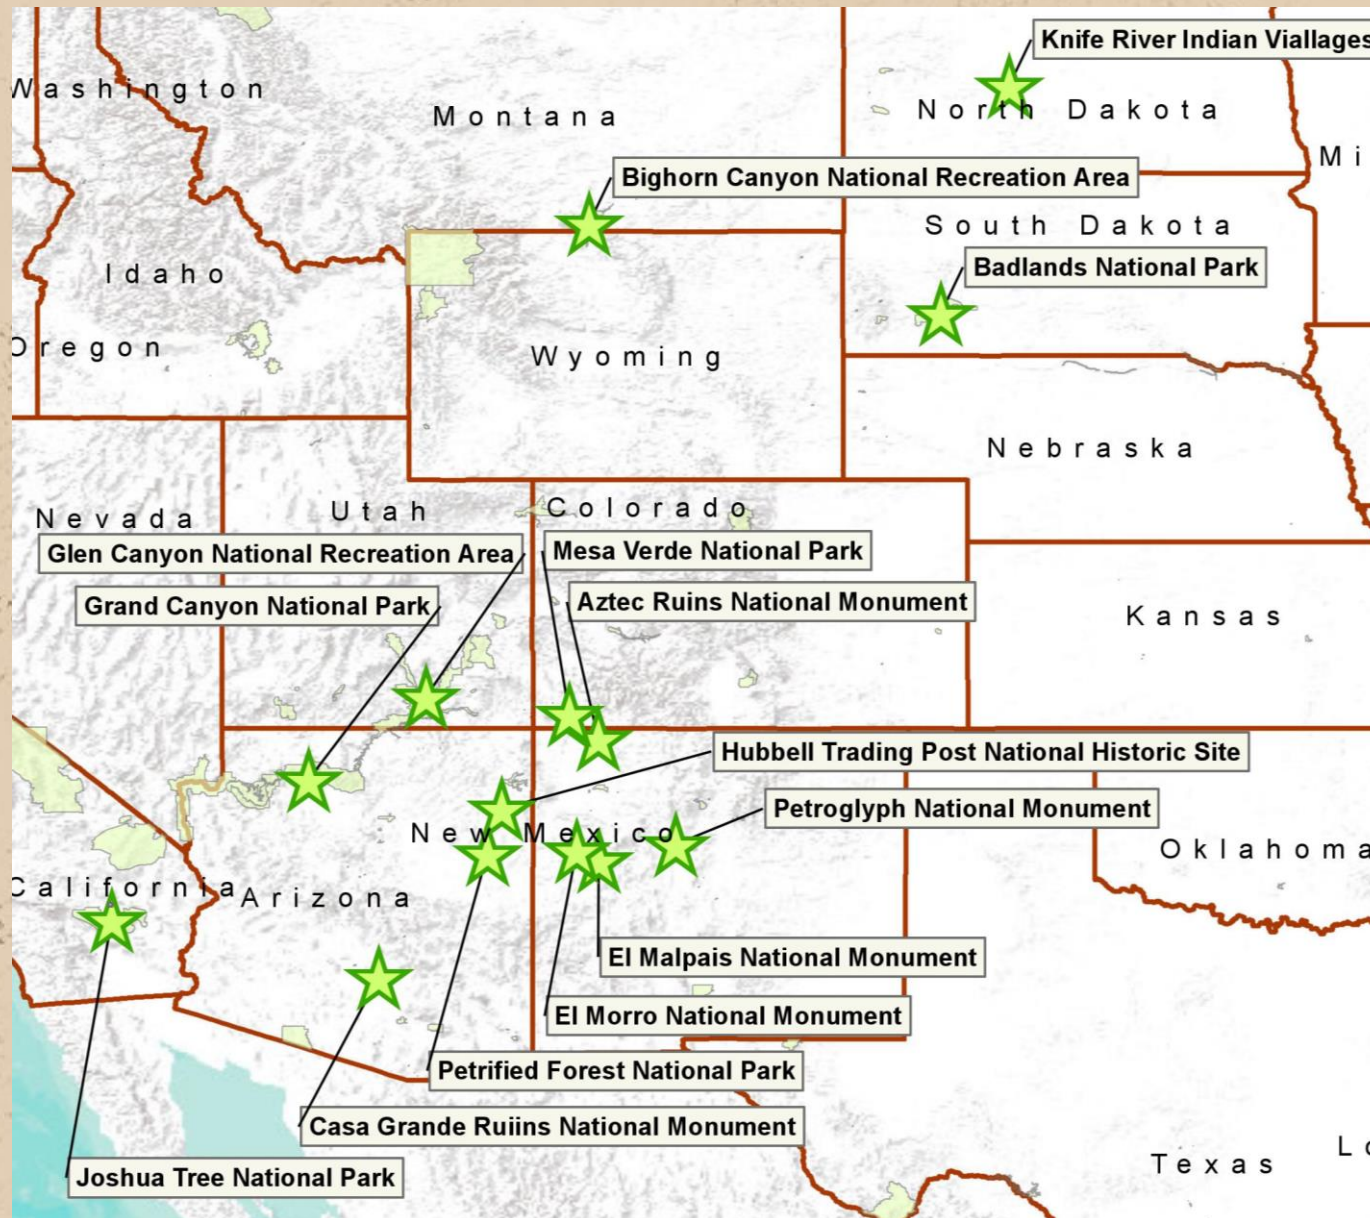 Knife River Indian Viallages
Washington
North Dakota
Montana
Mi
Bighorn Canyon National Recreation Area
South Dakota
Badlands National Park
Idaho
Oregon
Wyoming
Nebraska
Nevada
Utah
Colorado
Glen Canyon National Recreation Area
Mesa Verde National Park
Grand Canyon National Park
Aztec Ruins National Monument
Kansas
Hubbell Trading Post National Historic Site
Petroglyph National Monument
New Mexico
Oklahoma
California
Arizona
El Malpais National Monument
El Morro National Monument
Petrified Forest National Park
Casa Grande Ruiins National Monument
Joshua Tree National Park
Texas
Lo